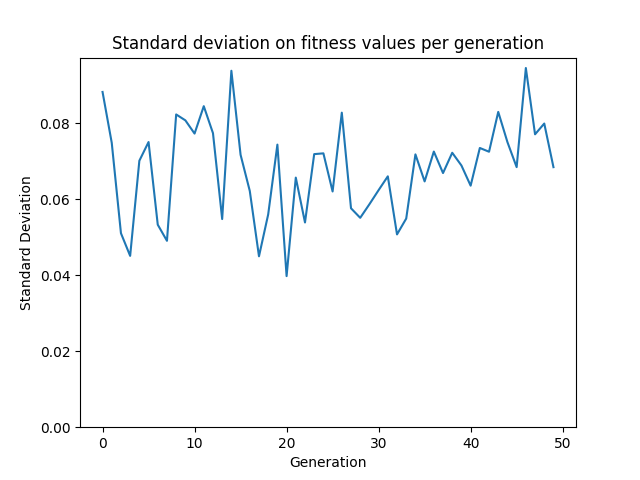 Standard deviation on fitness values per generation
Standard Deviation
0.08
0.06
0.04
0.02
0.00
0 10 20 30 40 50
Generation